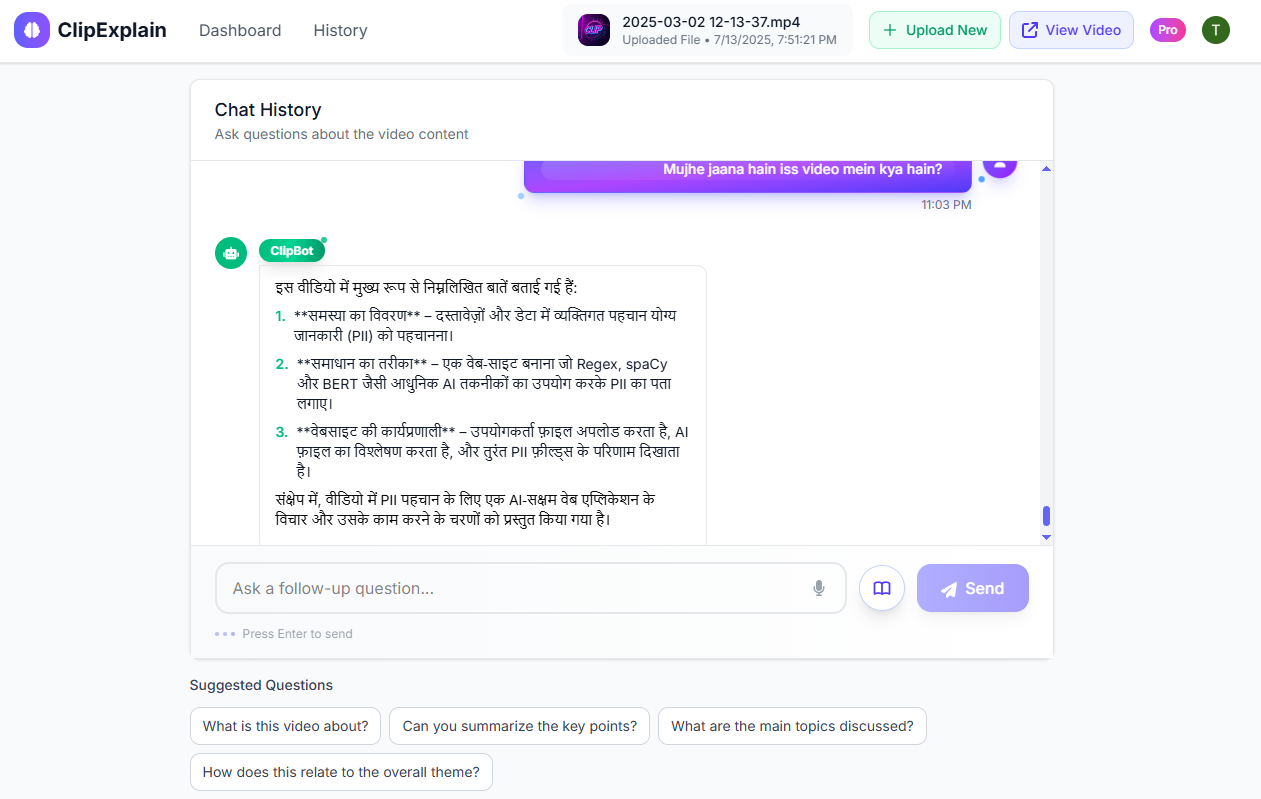 ClipExplain
Dashboard
History
CLIP
2025-03-02 12-13-37.mp4
Uploaded File • 7/13/2025, 7:51:21 PM
Upload New
View Video
Pro
T
Chat History
Ask questions about the video content
Mujhe jaana hain iss video mein kya hain?
11:03 PM
ClipBot
इस वीडियो में मुख्य रूप से निम्नलिखित बातें बताई गई हैं:
1. **समस्या का विवरण** – दस्तावेज़ों और डेटा में व्यक्तिगत पहचान योग्य
जानकारी (PII) को पहचानना।
2. **समाधान का तरीका** – एक वेब-साइट बनाना जो Regex, spaCy
और BERT जैसी आधुनिक AI तकनीकों का उपयोग करके PII का पता
लगाए।
3. **वेबसाइट की कार्यप्रणाली** – उपयोगकर्ता फ़ाइल अपलोड करता है, AI
फ़ाइल का विश्लेषण करता है, और तुरंत PII फ़ील्ड्स के परिणाम दिखाता
है।
संक्षेप में, वीडियो में PII पहचान के लिए एक AI-सक्षम वेब एप्लिकेशन के
विचार और उसके काम करने के चरणों को प्रस्तुत किया गया है।
Ask a follow-up question...
Send
Press Enter to send
Suggested Questions
What is this video about?
Can you summarize the key points?
What are the main topics discussed?
How does this relate to the overall theme?